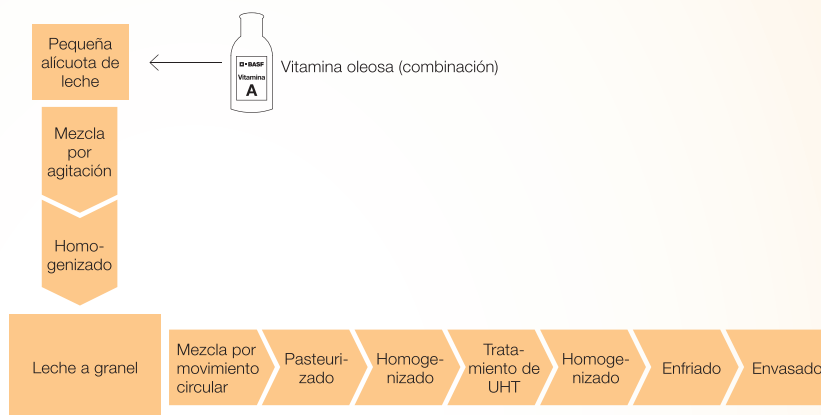 Pequeña
alícuota de
leche
BASF
Vitamina
A
Vitamina oleosa (combinación)
Mezcla
por
agitación
Homo-
genizado
Leche a granel
Mezcla por
movimiento
circular
Pasteuri-
zado
Homoge-
nizado
Trata-
miento de
UHT
Homoge-
nizado
Enfriado
Envasado